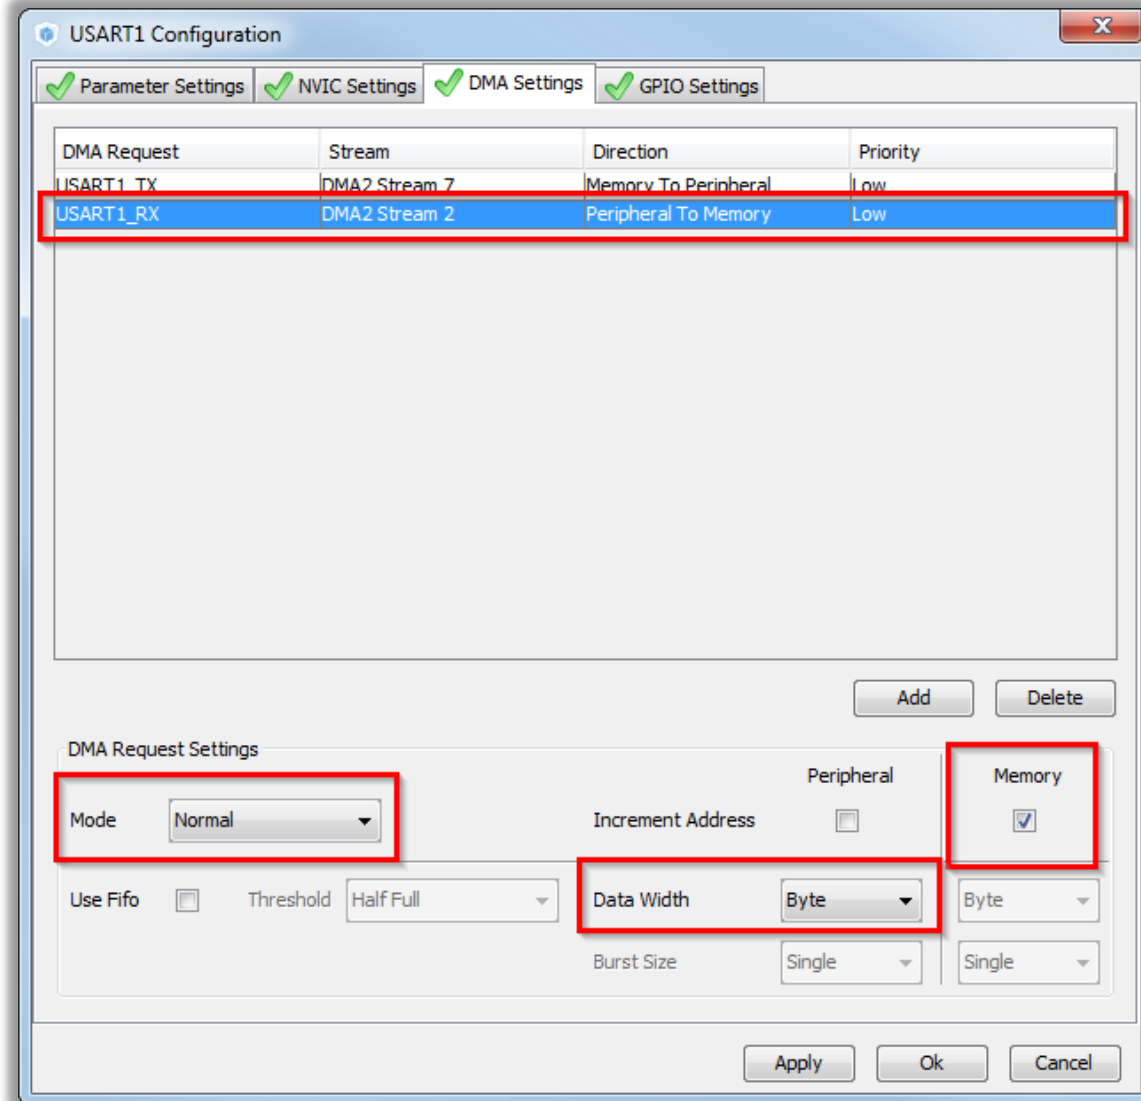 USART1 Configuration
Parameter Settings NVIC Settings DMA Settings GPIO Settings
DMA Request Stream Direction Priority
USART1_TX DMA2 Stream 7 Memory To Peripheral Low
USART1_RX DMA2 Stream 2 Peripheral To Memory Low
Add Delete
DMA Request Settings
Peripheral Memory
Mode Normal Increment Address
Use Fifo Threshold Half Full Data Width Byte Byte
Burst Size Single Single
Apply Ok Cancel